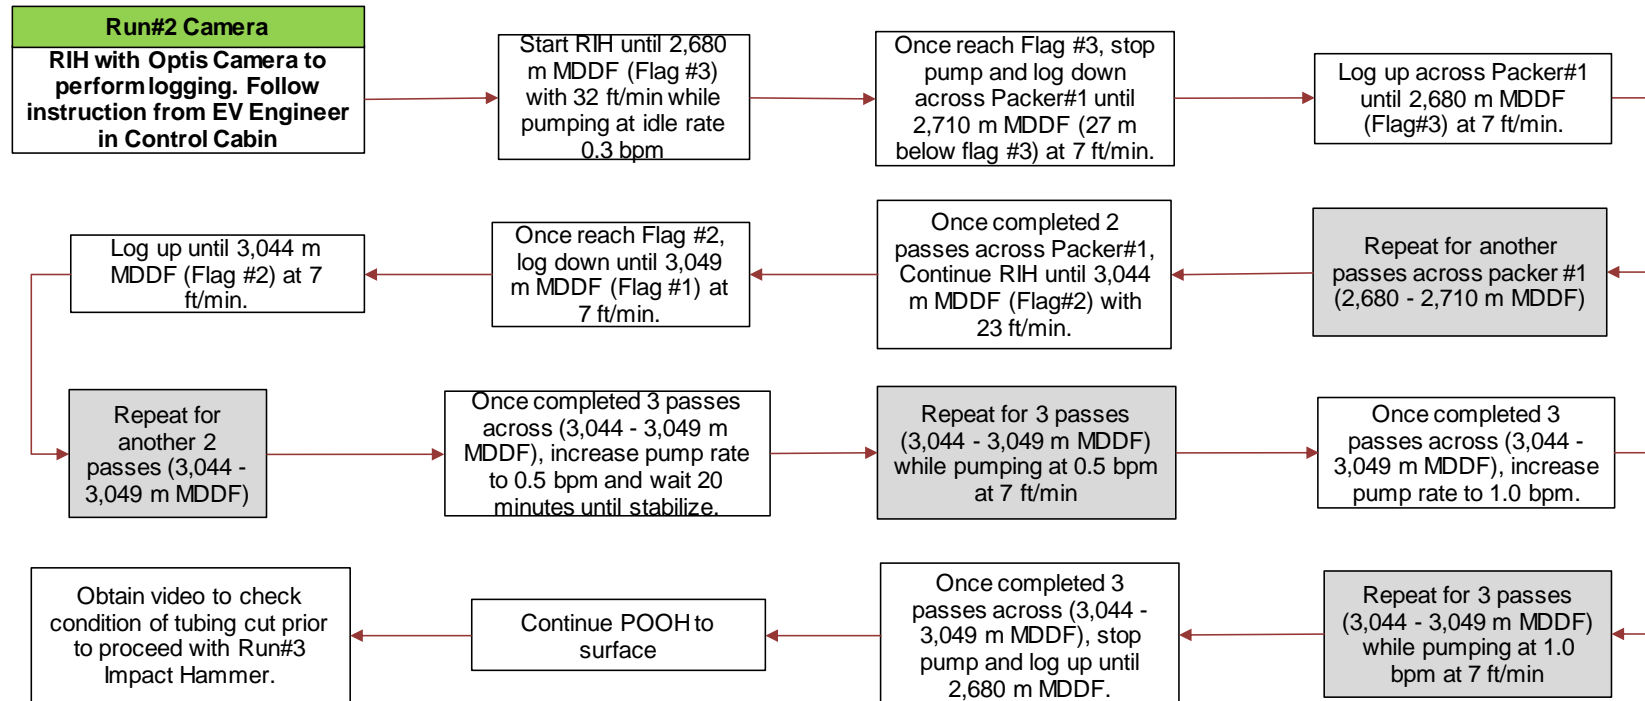 Run#2 Camera
RIH with Optis Camera to
perform logging. Follow
instruction from EV Engineer
in Control Cabin
Start RIH until 2,680
m MDDF (Flag #3)
with 32 ft/min while
pumping at idle rate
0.3 bpm
Once reach Flag #3, stop
pump and log down
across Packer#1 until
2,710 m MDDF (27 m
below flag #3) at 7 ft/min.
Log up across Packer#1
until 2,680 m MDDF
(Flag#3) at 7 ft/min.
Repeat for another
passes across packer #1
(2,680 - 2,710 m MDDF)
Once completed 2
passes across Packer#1,
Continue RIH until 3,044
m MDDF (Flag#2) with
23 ft/min.
Once reach Flag #2,
log down until 3,049
m MDDF (Flag #1) at
7 ft/min.
Log up until 3,044 m
MDDF (Flag #2) at 7
ft/min.
Repeat for
another 2
passes (3,044 -
3,049 m MDDF)
Once completed 3 passes
across (3,044 - 3,049 m
MDDF), increase pump rate
to 0.5 bpm and wait 20
minutes until stabilize.
Repeat for 3 passes
(3,044 - 3,049 m MDDF)
while pumping at 0.5 bpm
at 7 ft/min
Once completed 3
passes across (3,044 -
3,049 m MDDF), increase
pump rate to 1.0 bpm.
Repeat for 3 passes
(3,044 - 3,049 m MDDF)
while pumping at 1.0
bpm at 7 ft/min
Once completed 3
passes across (3,044 -
3,049 m MDDF), stop
pump and log up until
2,680 m MDDF.
Continue POOH to
surface
Obtain video to check
condition of tubing cut prior
to proceed with Run#3
Impact Hammer.